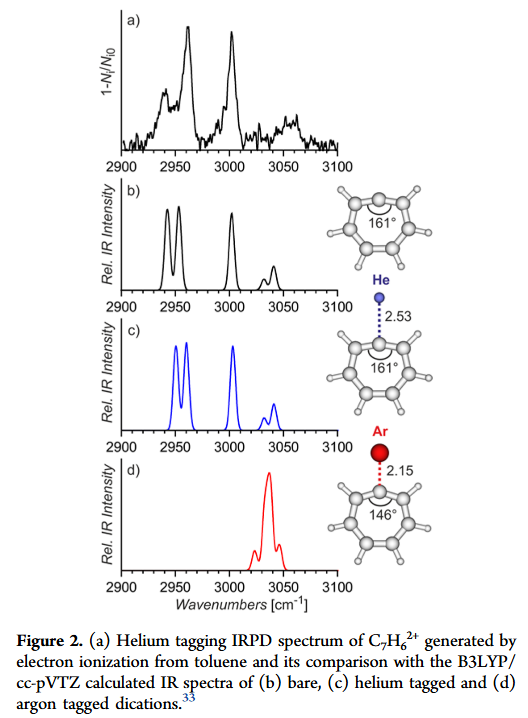 a)
1-Ni/Ni0
2900 2950 3000 3050 3100
b)
Rel. IR Intensity
161°
2900 2950 3000 3050 3100
He
2.53
c)
Rel. IR Intensity
161°
2900 2950 3000 3050 3100
Ar
2.15
d)
Rel. IR Intensity
146°
2900 2950 3000 3050 3100
Wavenumbers [cm⁻¹]
Figure 2. (a) Helium tagging IRPD spectrum of C₇H₆²⁺ generated by
electron ionization from toluene and its comparison with the B3LYP/
cc-pVTZ calculated IR spectra of (b) bare, (c) helium tagged and (d)
argon tagged dications.³³